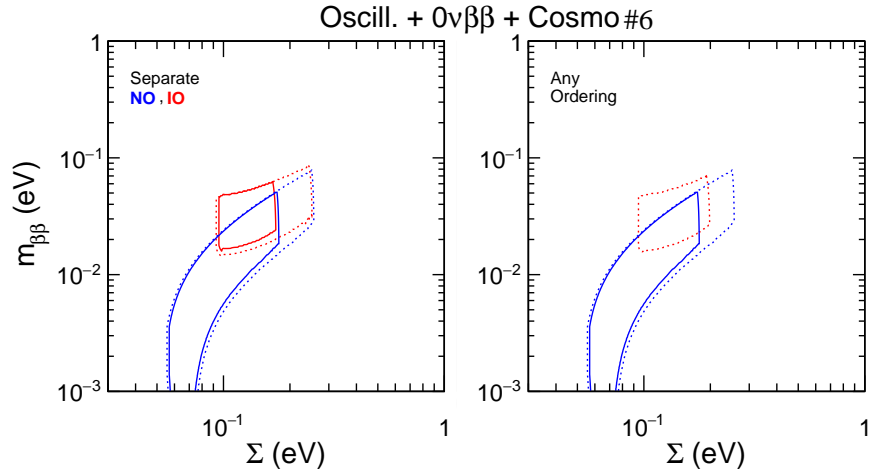 Oscill. + 0νββ + Cosmo #6
1
10⁻¹
10⁻²
10⁻³
m_ββ (eV)
Separate
NO , IO
10⁻¹
1
Σ (eV)
1
10⁻¹
10⁻²
10⁻³
Any
Ordering
10⁻¹
1
Σ (eV)